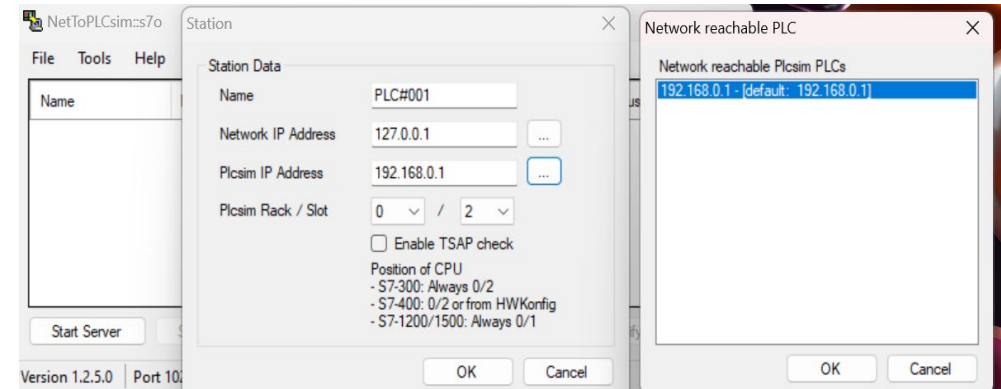 NetToPLCsim::s7o
File Tools Help
Name
Start Server
Version 1.2.5.0 Port 102
Station
Station Data
Name PLC#001
Network IP Address 127.0.0.1 ...
Plcsim IP Address 192.168.0.1 ...
Plcsim Rack / Slot 0 / 2
Enable TSAP check
Position of CPU
- S7-300: Always 0/2
- S7-400: 0/2 or from HWKonfig
- S7-1200/1500: Always 0/1
OK Cancel
Network reachable PLC
Network reachable Plcsim PLCs
192.168.0.1 - [default: 192.168.0.1]
OK Cancel